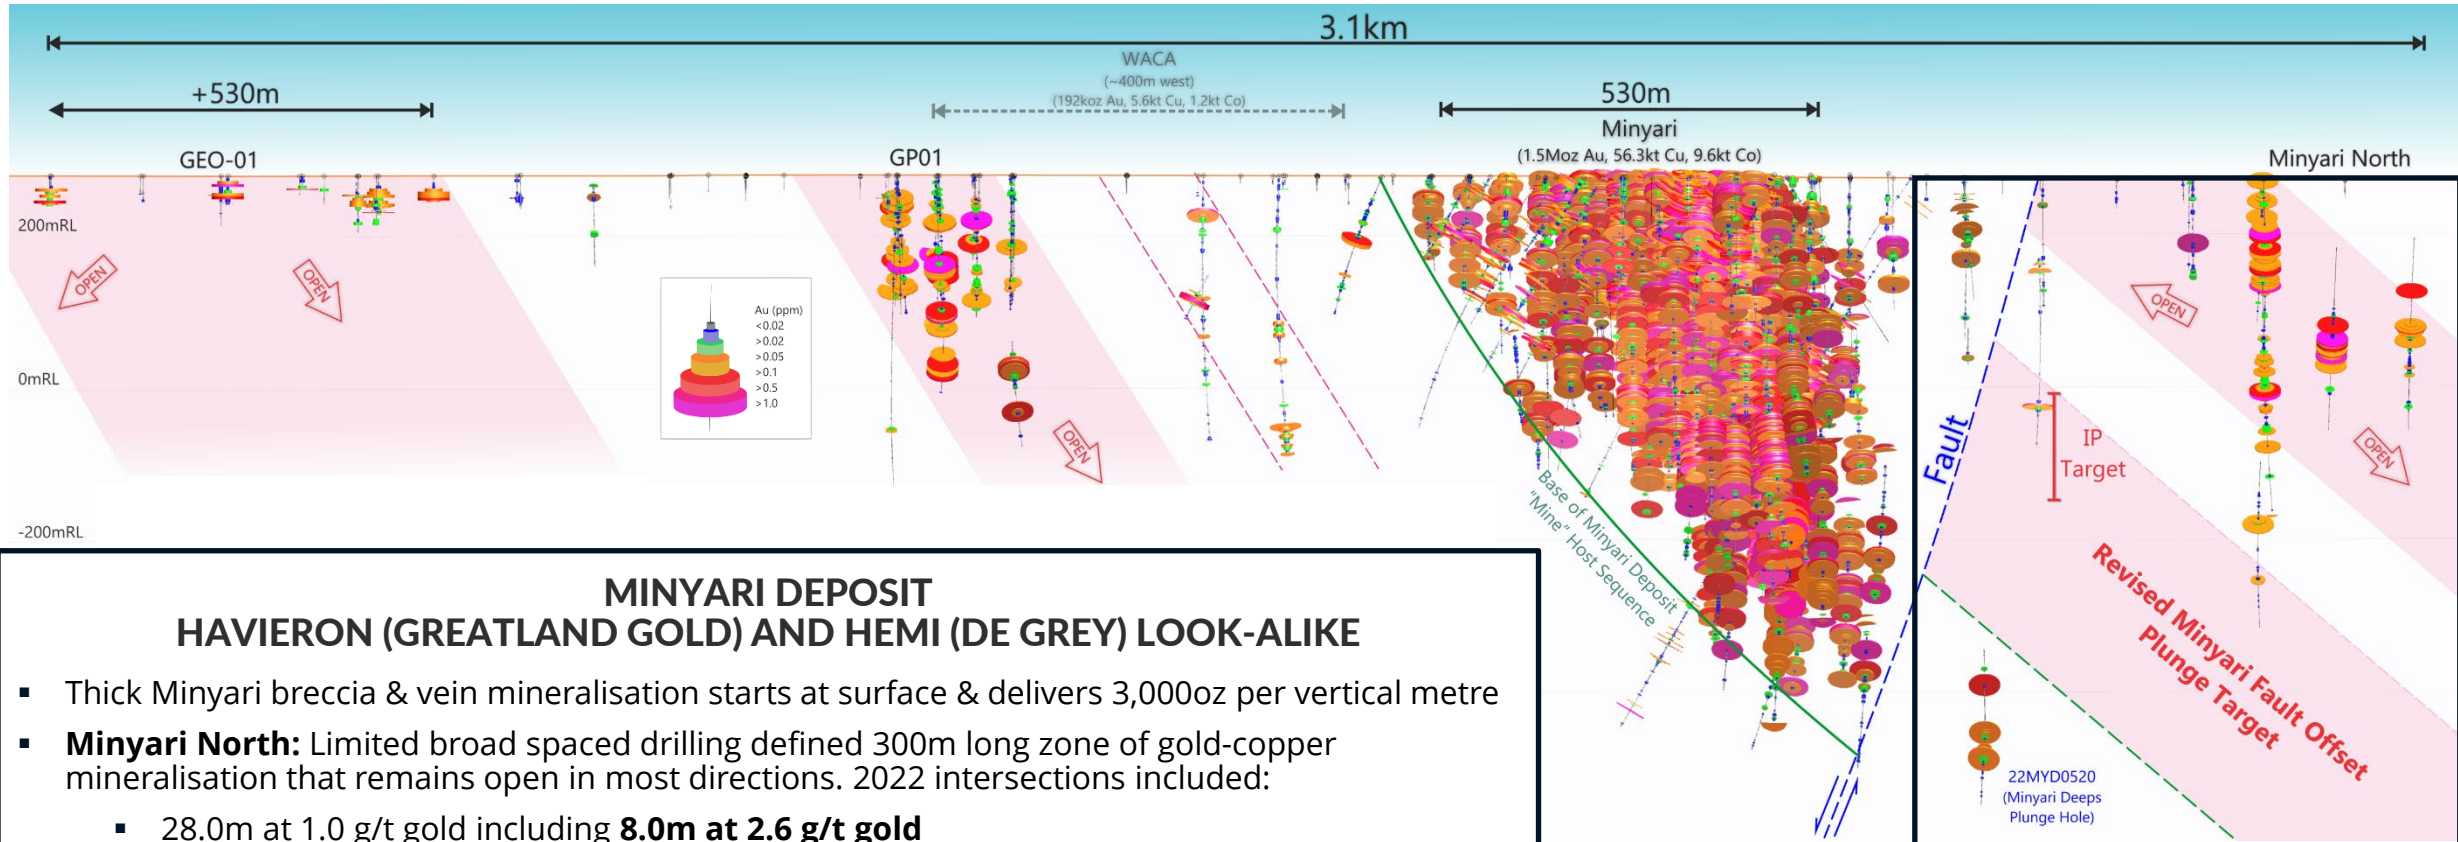 3.1km
WACA
(~400m west)
(192koz Au, 5.6kt Cu, 1.2kt Co)
+530m
530m
Minyari
(1.5Moz Au, 56.3kt Cu, 9.6kt Co)
GEO-01
GP01
Minyari North
200mRL
OPEN
OPEN
OPEN
Au (ppm)
<0.02
>0.02
>0.05
>0.1
>0.5
>1.0
0mRL
OPEN
OPEN
Fault
IP
Target
-200mRL
Base of Minyari Deposit
"Mine" Host Sequence
Revised Minyari Fault Offset
Plunge Target
22MYD0520
(Minyari Deeps
Plunge Hole)
MINYARI DEPOSIT
HAVIERON (GREATLAND GOLD) AND HEMI (DE GREY) LOOK-ALIKE
▪ Thick Minyari breccia & vein mineralisation starts at surface & delivers 3,000oz per vertical metre
▪ Minyari North: Limited broad spaced drilling defined 300m long zone of gold-copper
mineralisation that remains open in most directions. 2022 intersections included:
▪ 28.0m at 1.0 g/t gold including 8.0m at 2.6 g/t gold